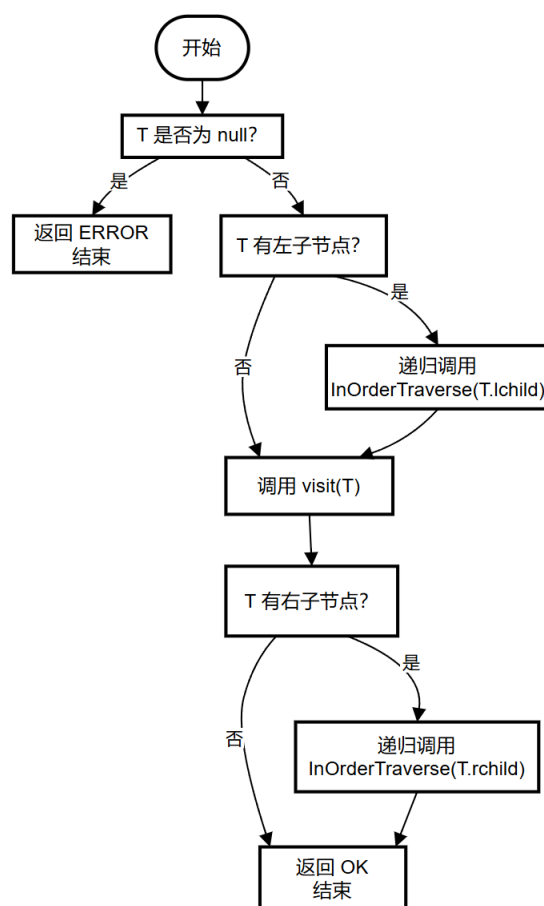 开始
T 是否为 null?
是
否
返回 ERROR
结束
T 有左子节点?
是
否
递归调用
InOrderTraverse(T.lchild)
调用 visit(T)
T 有右子节点?
是
否
递归调用
InOrderTraverse(T.rchild)
返回 OK
结束